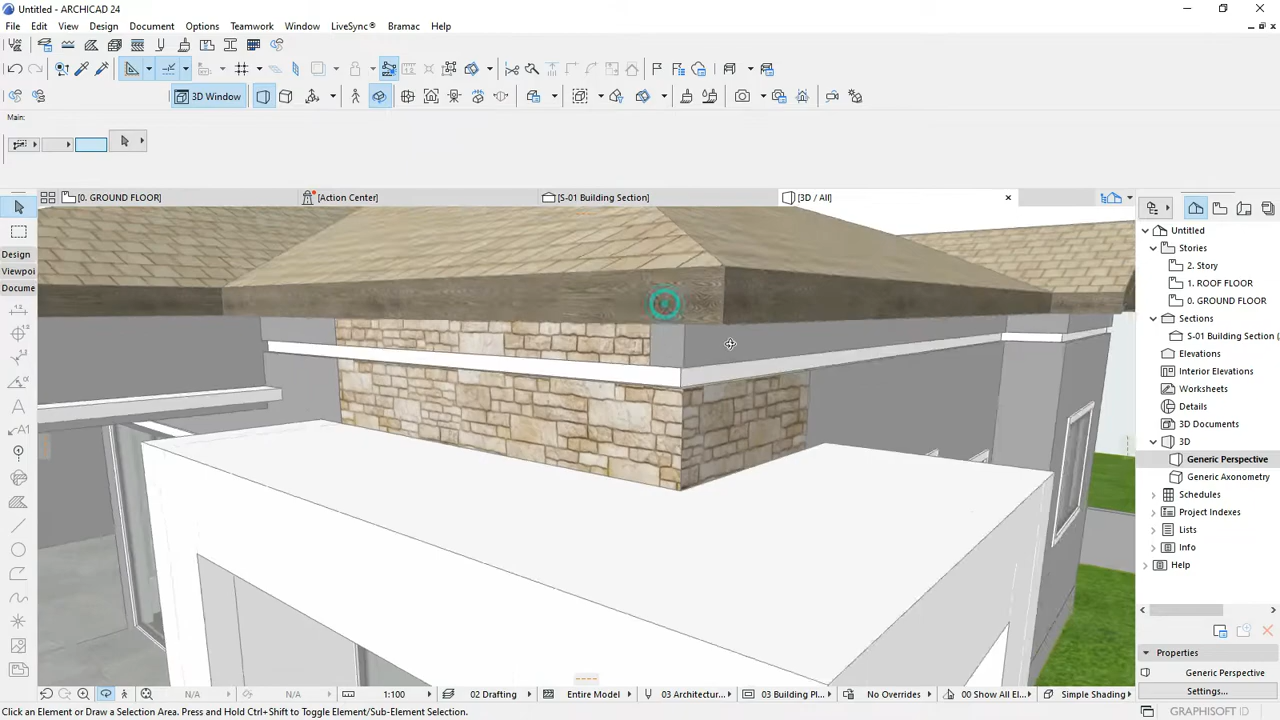 Untitled - ARCHICAD 24
File Edit View Design Document Options Teamwork Window LiveSync® Bramac Help
3D Window
Main:
[0. GROUND FLOOR] [Action Center] [S-01 Building Section] [3D / All]
Untitled
Stories
Design
2. Story
Viewpoi
1. ROOF FLOOR
Docume
0. GROUND FLOOR
Sections
S-01 Building Section (
Elevations
Interior Elevations
Worksheets
Details
3D Documents
3D
Generic Perspective
Generic Axonometry
Schedules
Project Indexes
Lists
Info
Help
Properties
Generic Perspective
N/A N/A 1:100 02 Drafting Entire Model 03 Architectur... 03 Building Pl... No Overrides 00 Show All El... Simple Shading
Settings...
Click an Element or Draw a Selection Area. Press and Hold Ctrl+Shift to Toggle Element/Sub-Element Selection.
GRAPHISOFT ID